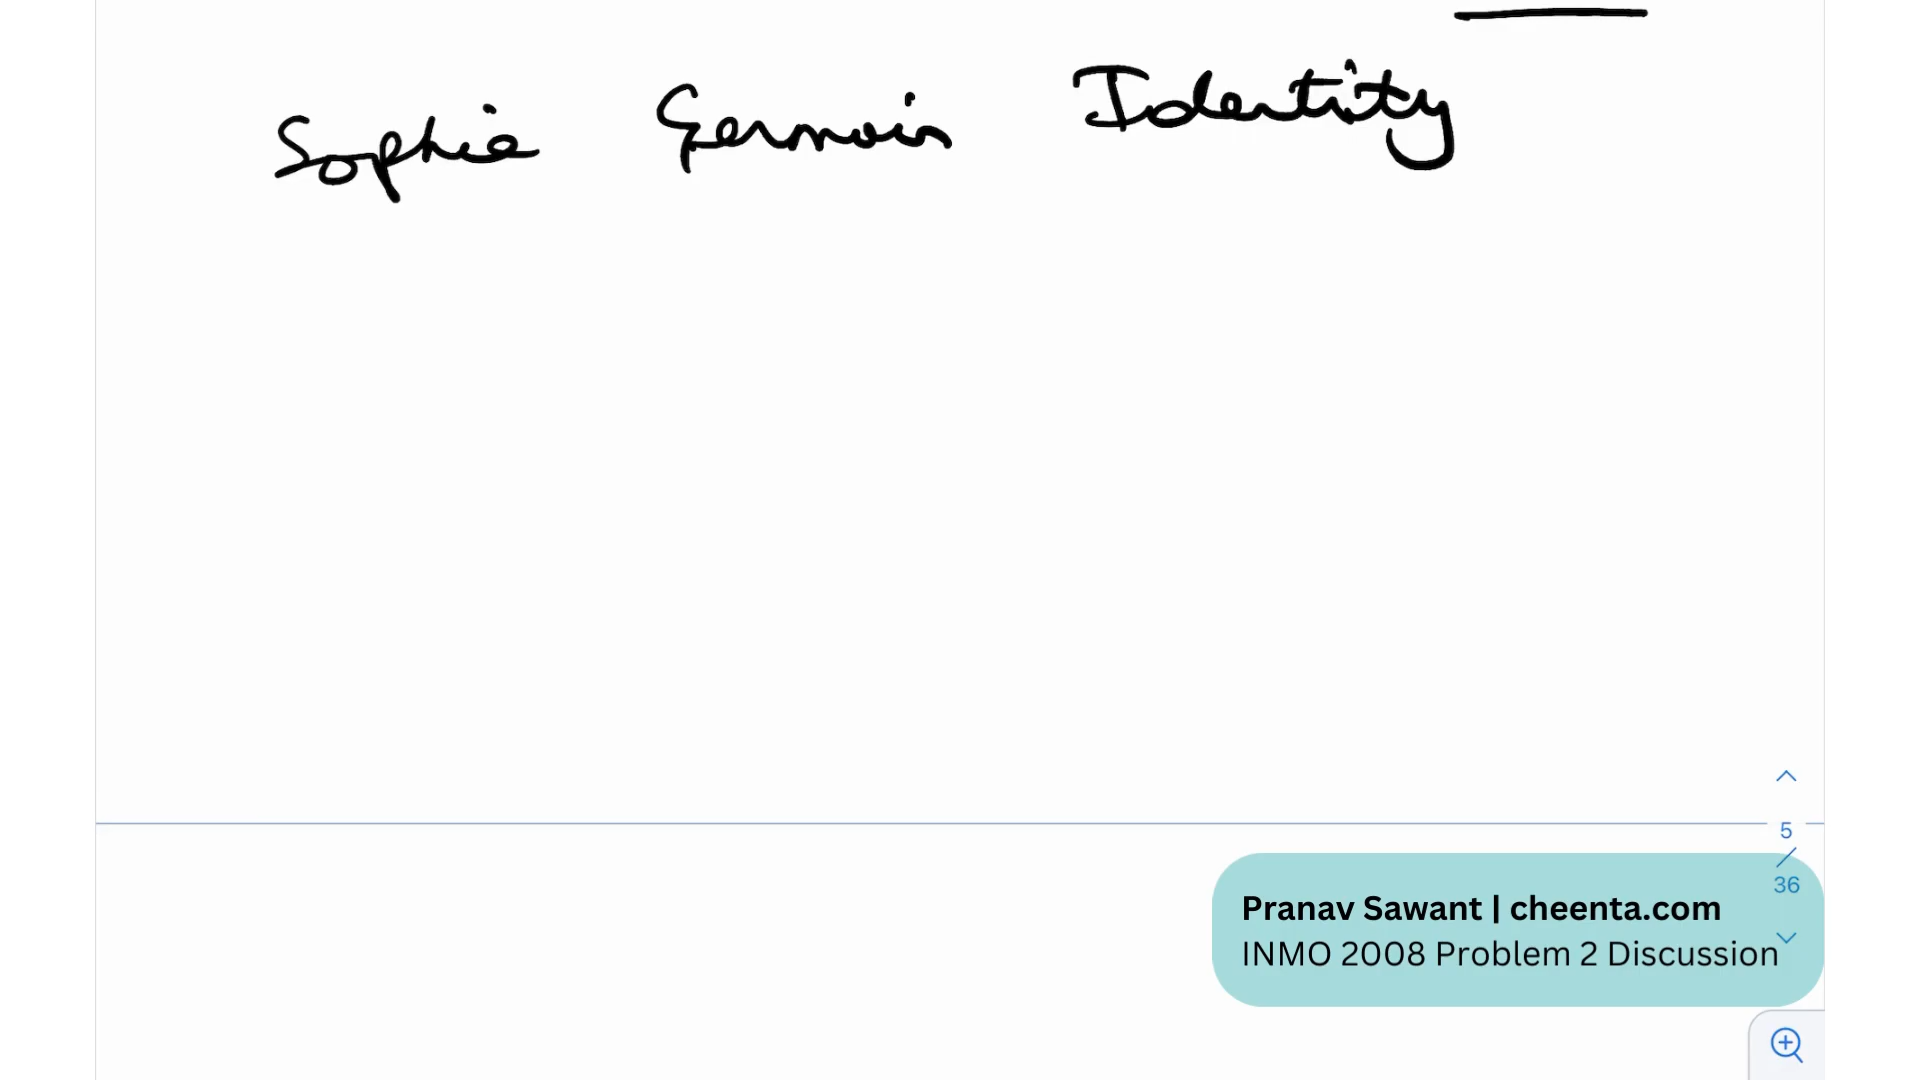 Sophie Germain Identity
5
36
Pranav Sawant | cheenta.com
INMO 2008 Problem 2 Discussion